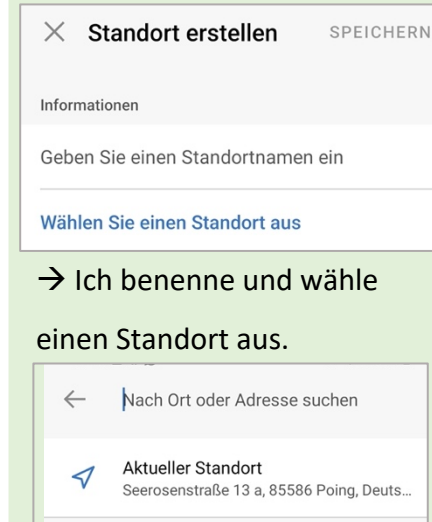 Standort erstellen SPEICHERN
Informationen
Geben Sie einen Standortnamen ein
Wählen Sie einen Standort aus
→ Ich benenne und wähle
einen Standort aus.
Nach Ort oder Adresse suchen
Aktueller Standort
Seerosenstraße 13 a, 85586 Poing, Deuts...